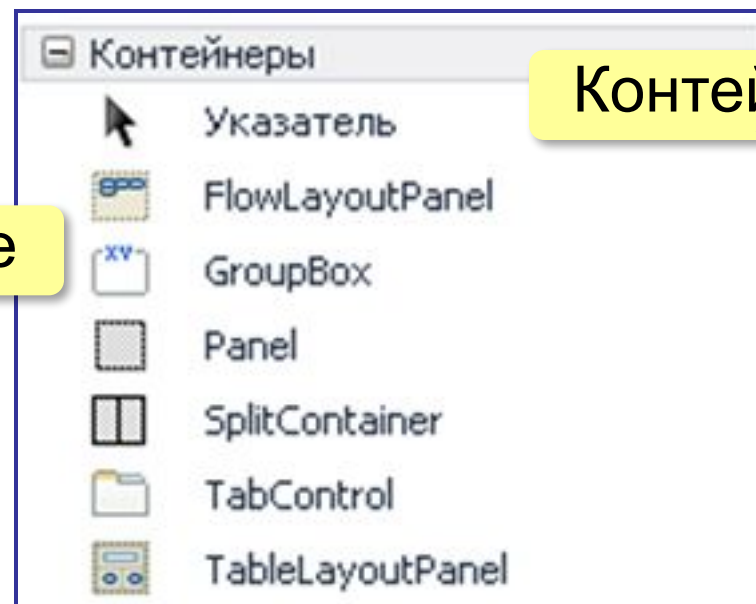 Контейнеры
Указатель
FlowLayoutPanel
GroupBox
Panel
SplitContainer
TabControl
TableLayoutPanel